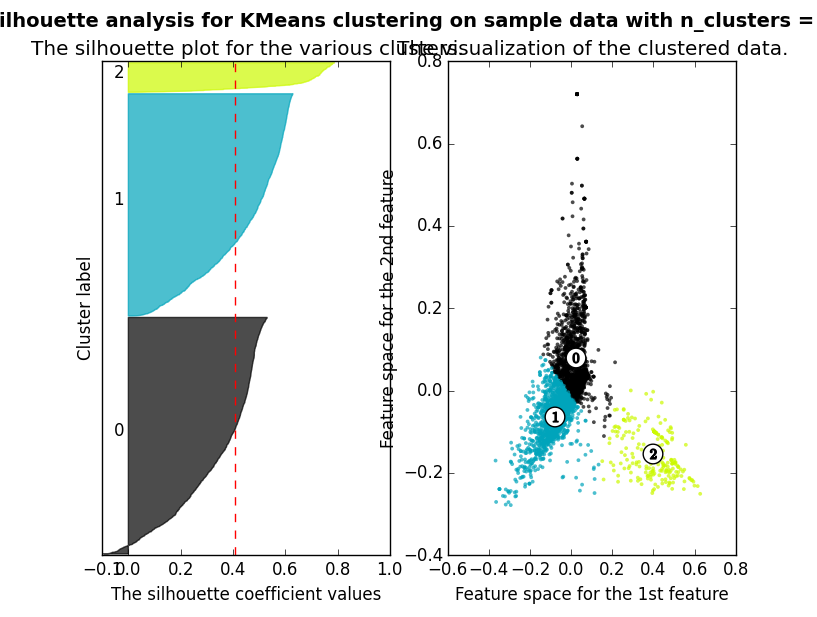 ilhouette analysis for KMeans clustering on sample data with n_clusters =
The silhouette plot for the various clusters.
The visualization of the clustered data.
2
1
0
Cluster label
−0.1 0.0 0.2 0.4 0.6 0.8 1.0
The silhouette coefficient values
0.8
0.6
0.4
0.2
0.0
−0.2
−0.4
Feature space for the 2nd feature
0
1
2
−0.6 −0.4 −0.2 0.0 0.2 0.4 0.6 0.8
Feature space for the 1st feature